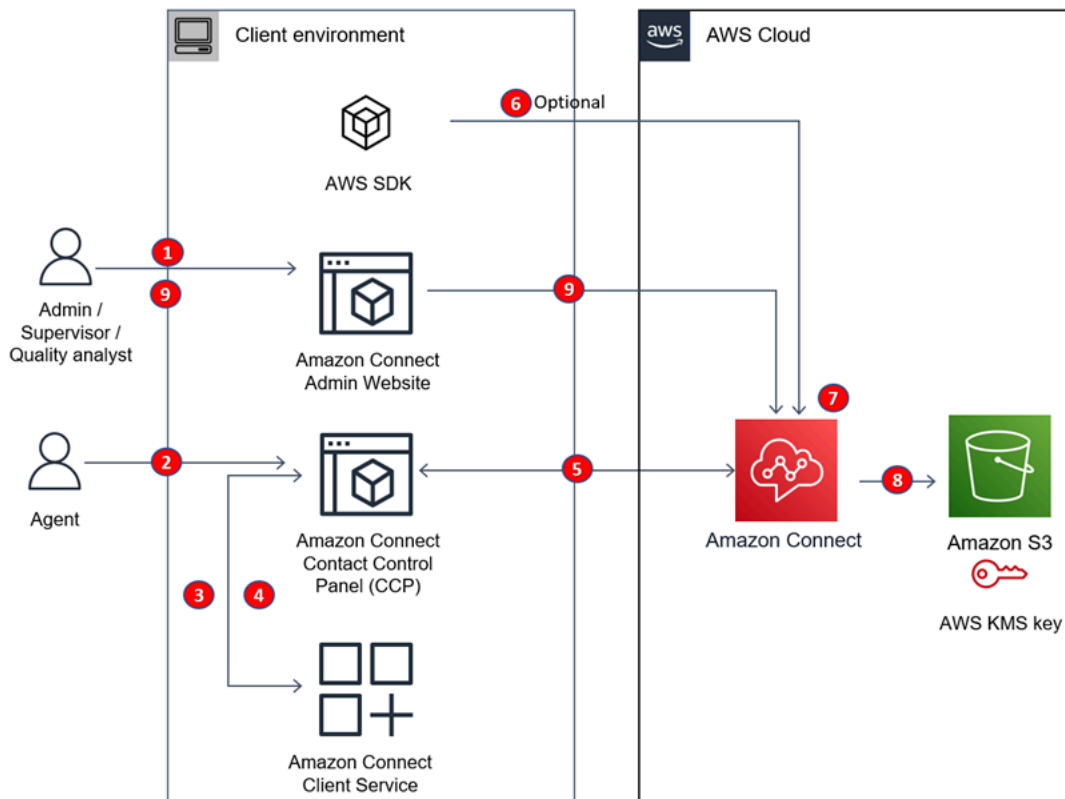 Client environment
aws
AWS Cloud
6 Optional
AWS SDK
1
9
Admin /
Supervisor /
Quality analyst
9
Amazon Connect
Admin Website
7
2
Agent
5
Amazon Connect
Contact Control
Panel (CCP)
Amazon Connect
8
Amazon S3
AWS KMS key
3
4
Amazon Connect
Client Service